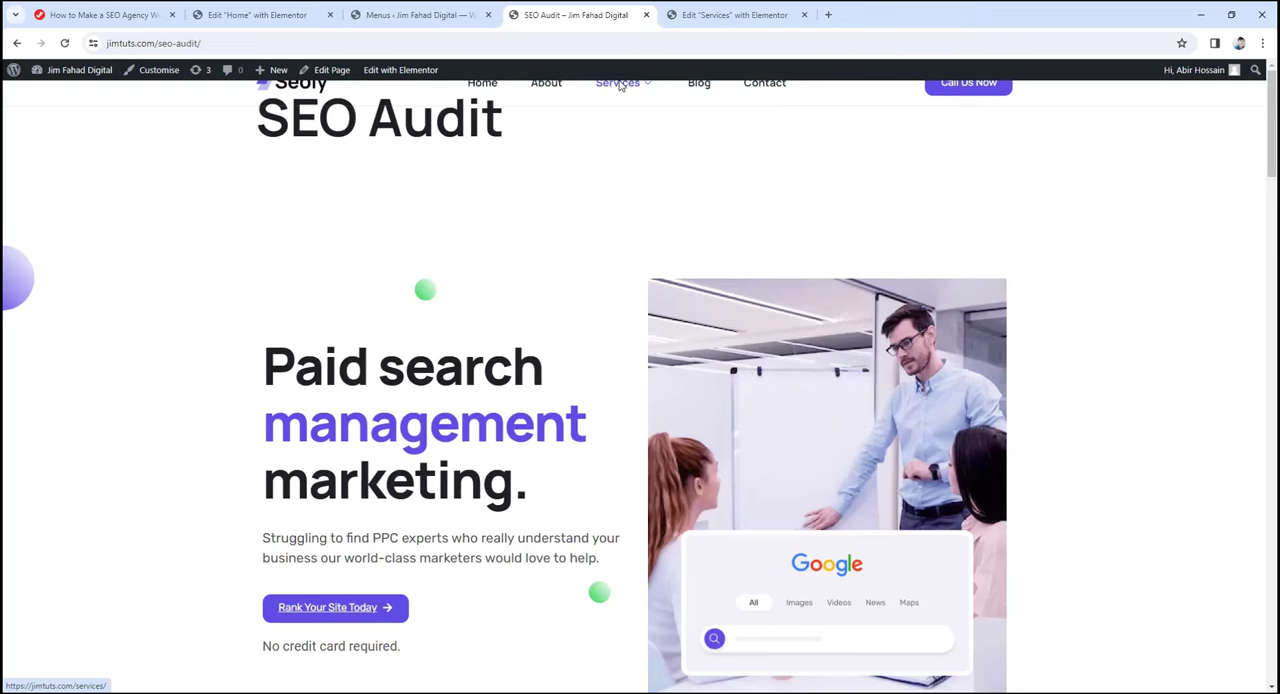 How to Make a SEO Agency We
Edit "Home" with Elementor
Menus ‹ Jim Fahad Digital — W
SEO Audit – Jim Fahad Digital
Edit "Services" with Elementor
jimtuts.com/seo-audit/
Jim Fahad Digital
Customise
3
0
New
Edit Page
Edit with Elementor
Hi, Abir Hossain
Seofy
Home
About
Services
Blog
Contact
Call Us Now
SEO Audit
Paid search
management
marketing.
Struggling to find PPC experts who really understand your
business our world-class marketers would love to help.
Rank Your Site Today
No credit card required.
Google
All
Images
Videos
News
Maps
https://jimtuts.com/services/